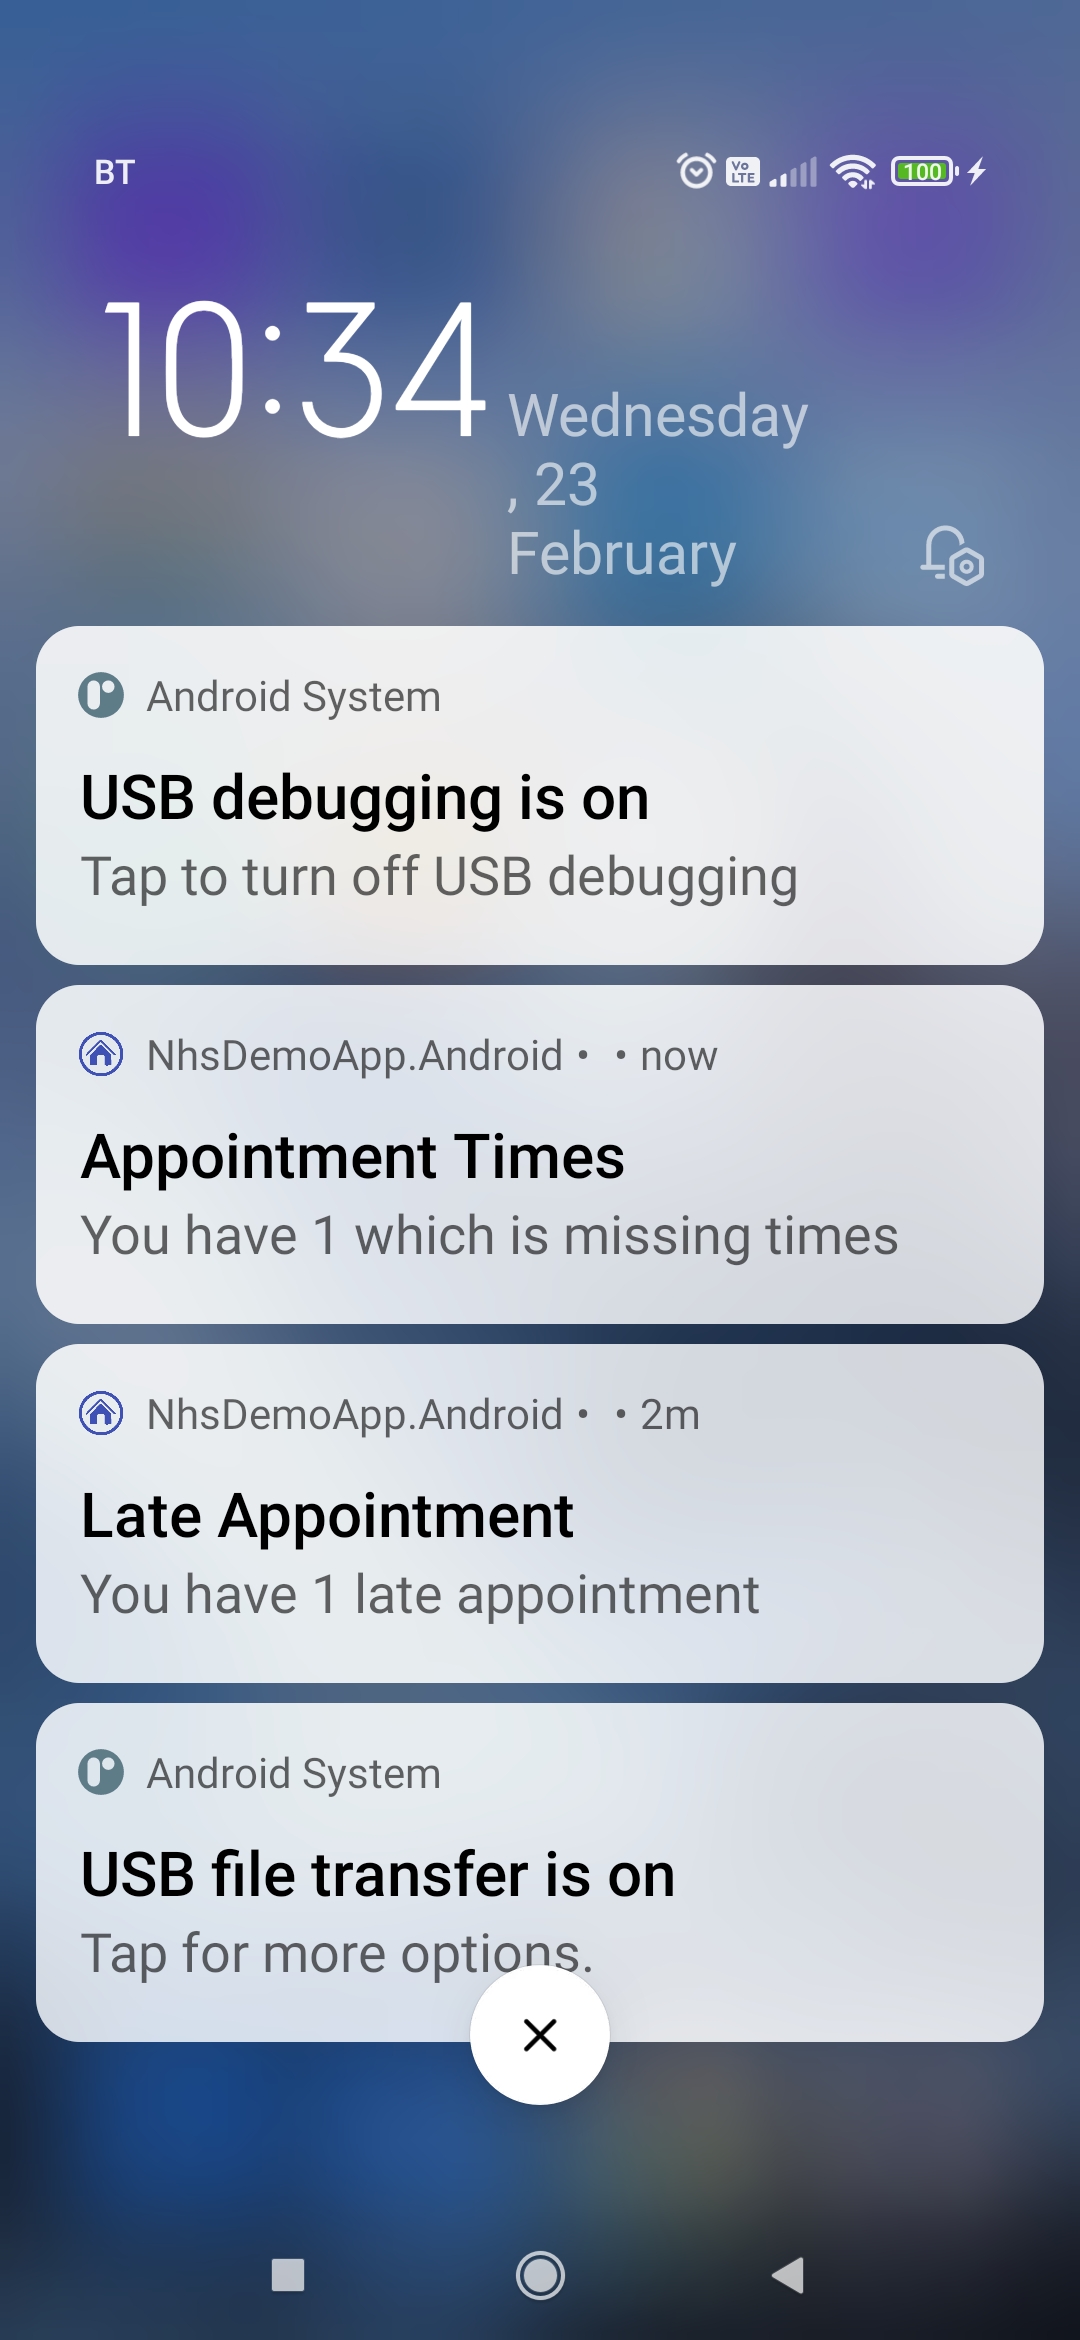 BT
Vo
LTE
100
10:34
Wednesday
, 23
February
Android System
USB debugging is on
Tap to turn off USB debugging
NhsDemoApp.Android • • now
Appointment Times
You have 1 which is missing times
NhsDemoApp.Android • • 2m
Late Appointment
You have 1 late appointment
Android System
USB file transfer is on
Tap for more options.